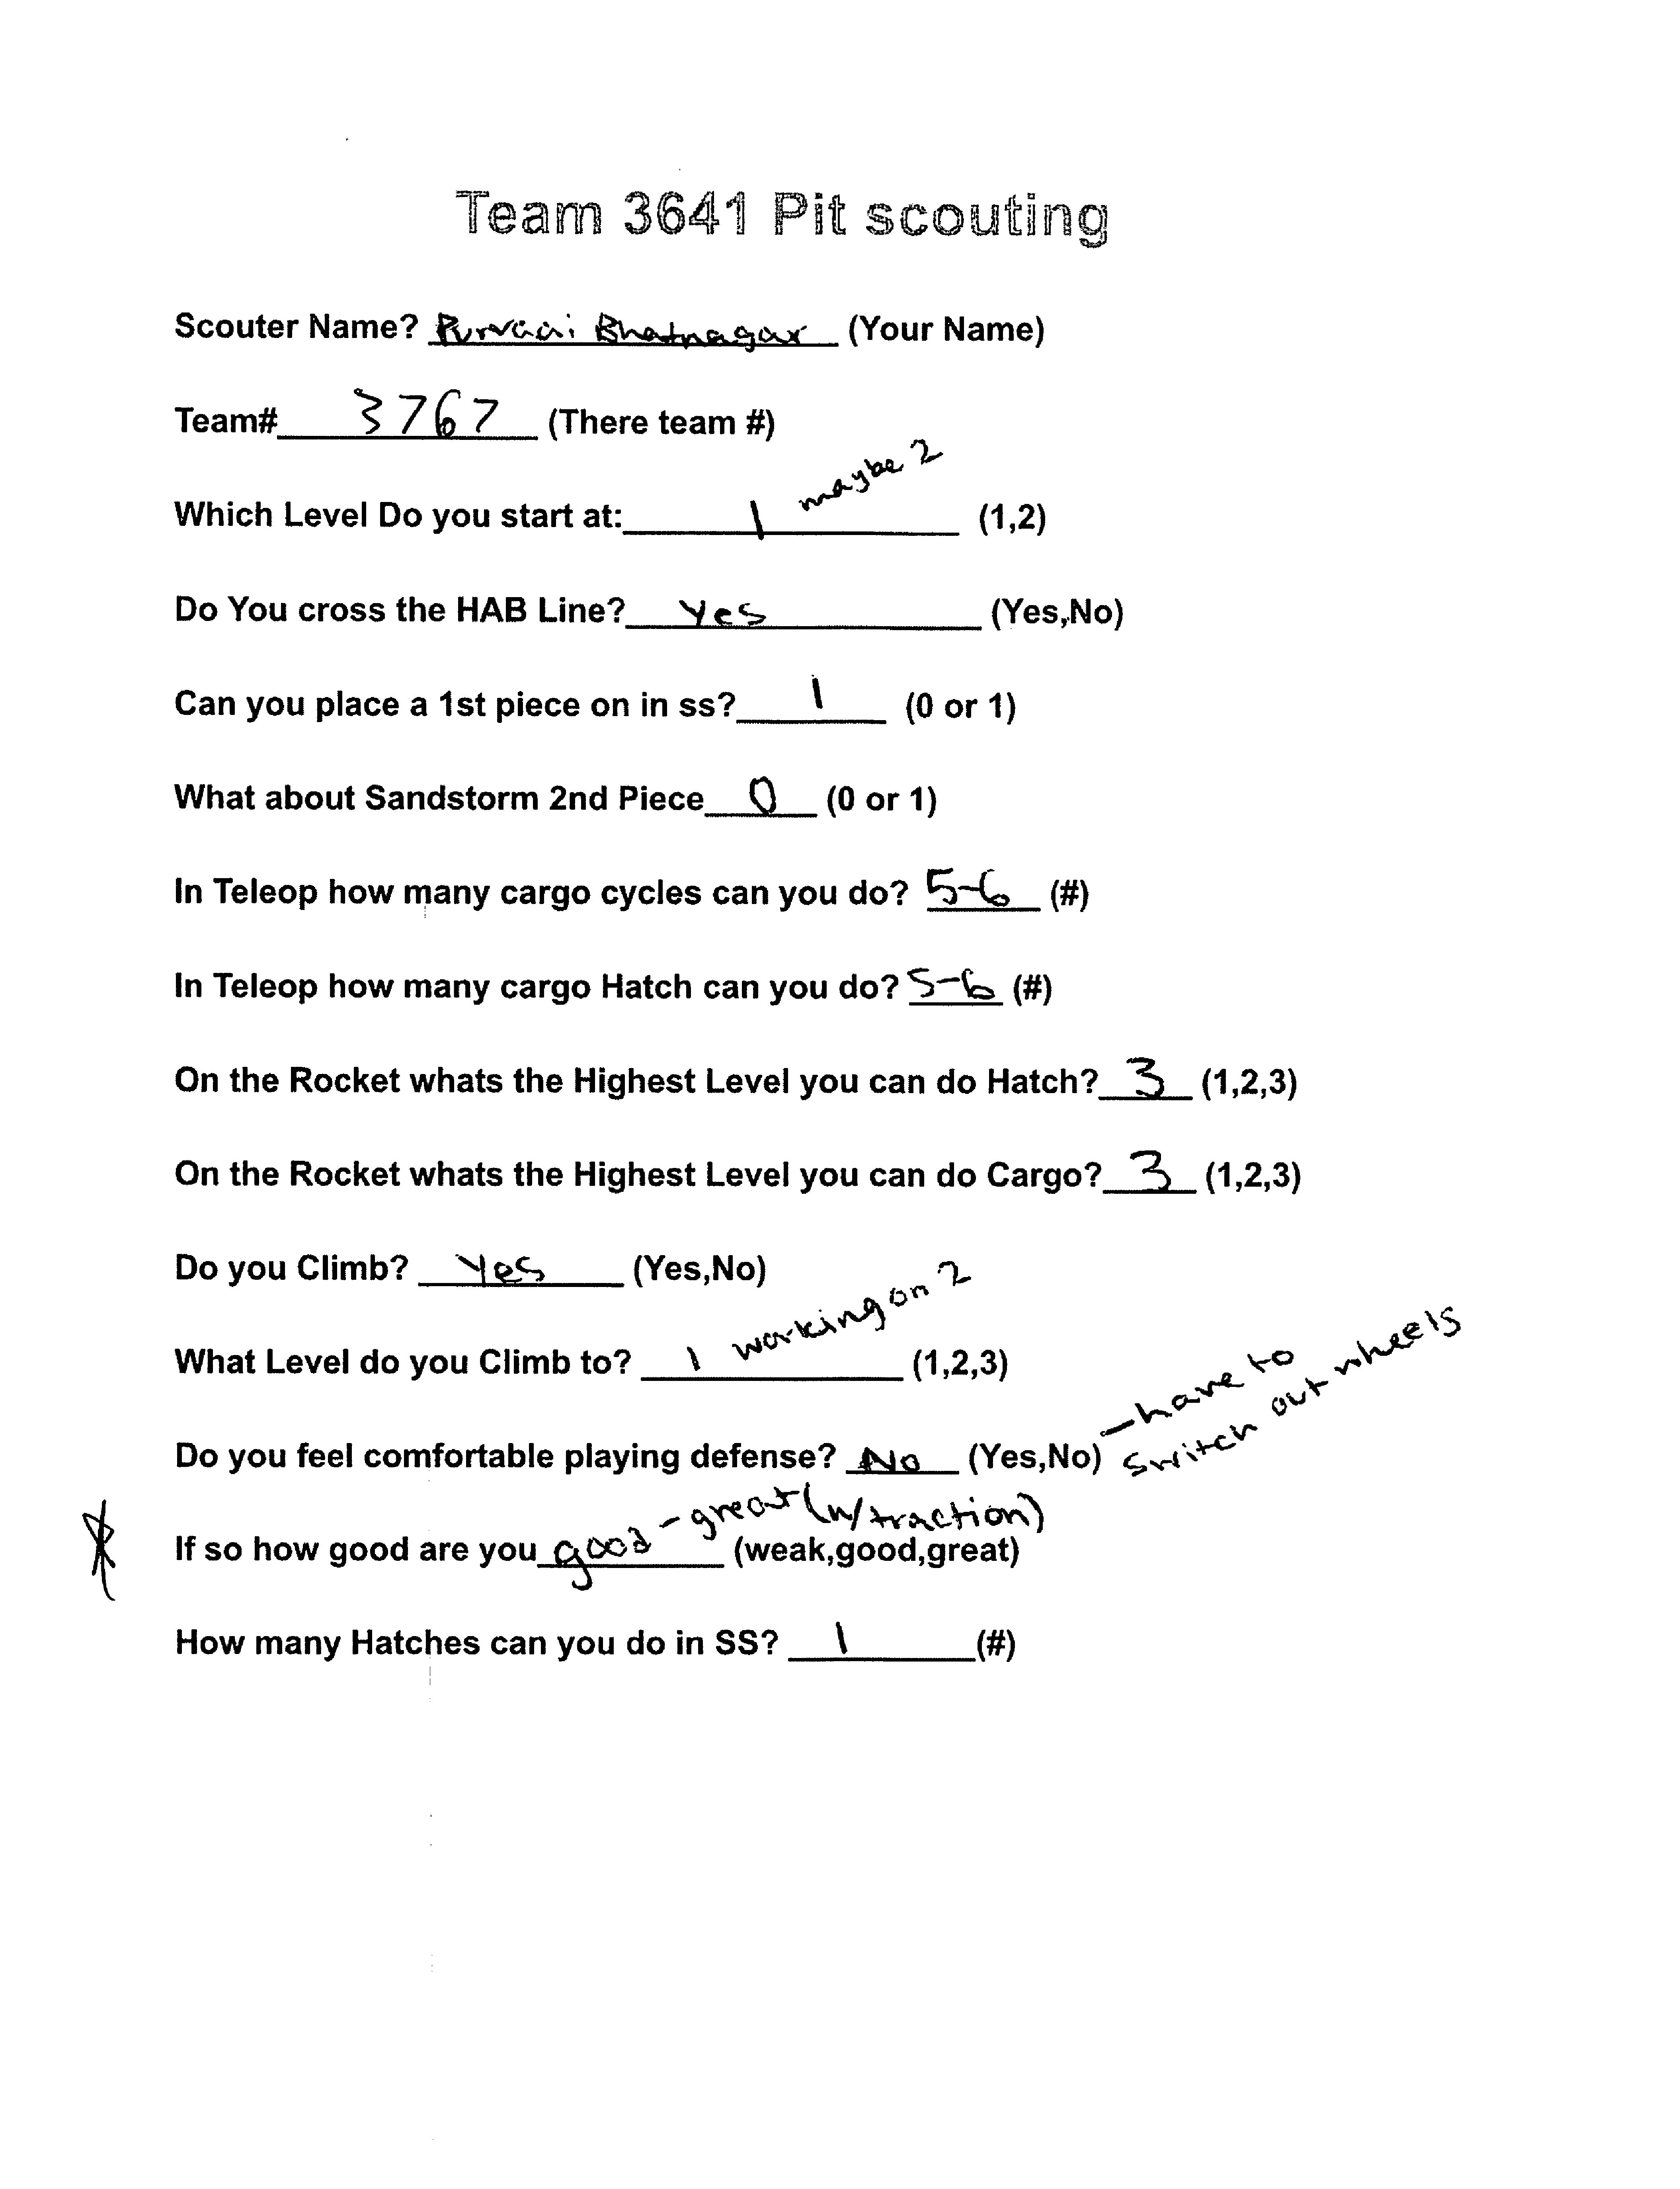 Team 3641 Pit scouting
Scouter Name? Bhatnagar (Your Name)
Team# 3767 (There team #)
Which Level Do you start at: 1 maybe 2 (1,2)
Do You cross the HAB Line? Yes (Yes,No)
Can you place a 1st piece on in ss? 1 (0 or 1)
What about Sandstorm 2nd Piece 0 (0 or 1)
In Teleop how many cargo cycles can you do? 5-6 (#)
In Teleop how many cargo Hatch can you do? 5-6 (#)
On the Rocket whats the Highest Level you can do Hatch? 3 (1,2,3)
On the Rocket whats the Highest Level you can do Cargo? 3 (1,2,3)
Do you Climb? Yes (Yes,No)
What Level do you Climb to? 1 working on 2 (1,2,3)
Do you feel comfortable playing defense? No (Yes,No) - have to
switch out wheels
If so how good are you good - great (w/ traction) (weak,good,great)
How many Hatches can you do in SS? 1 (#)